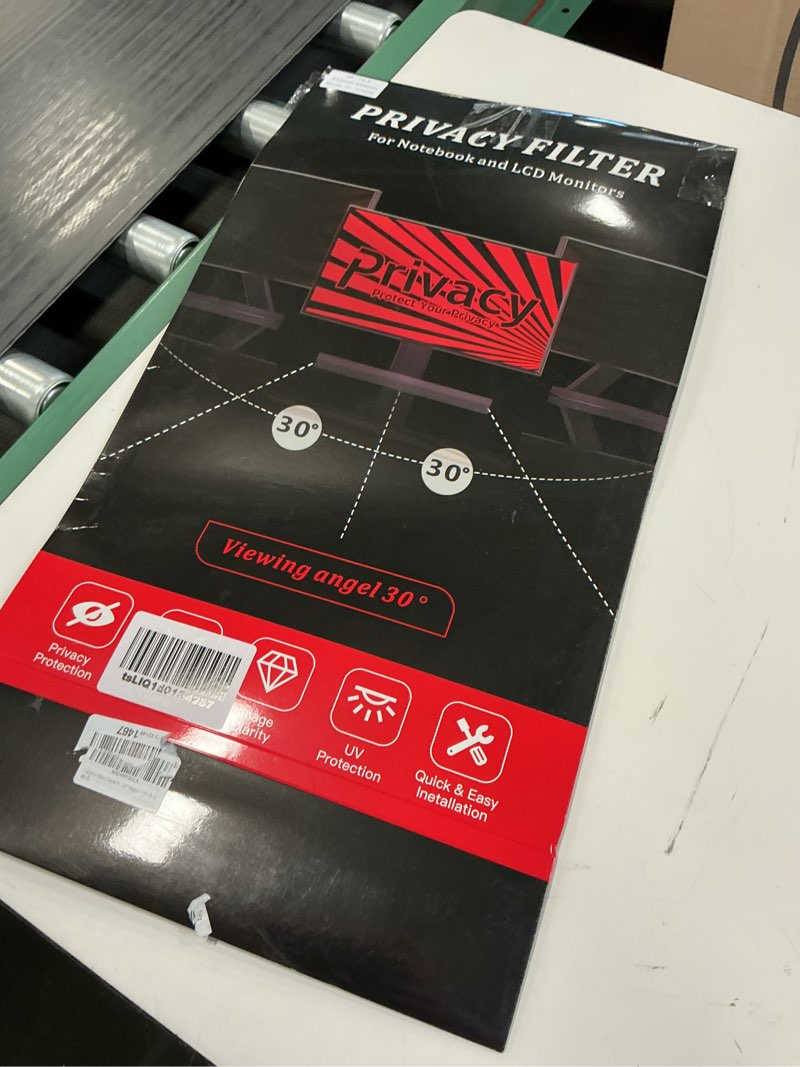 PRIVACY FILTER
For Notebook and LCD Monitors
Privacy
Protect Your Privacy
30°
30°
Viewing angel 30 °
Privacy
Protection
UV
Protection
Quick & Easy
Inetallation
1467